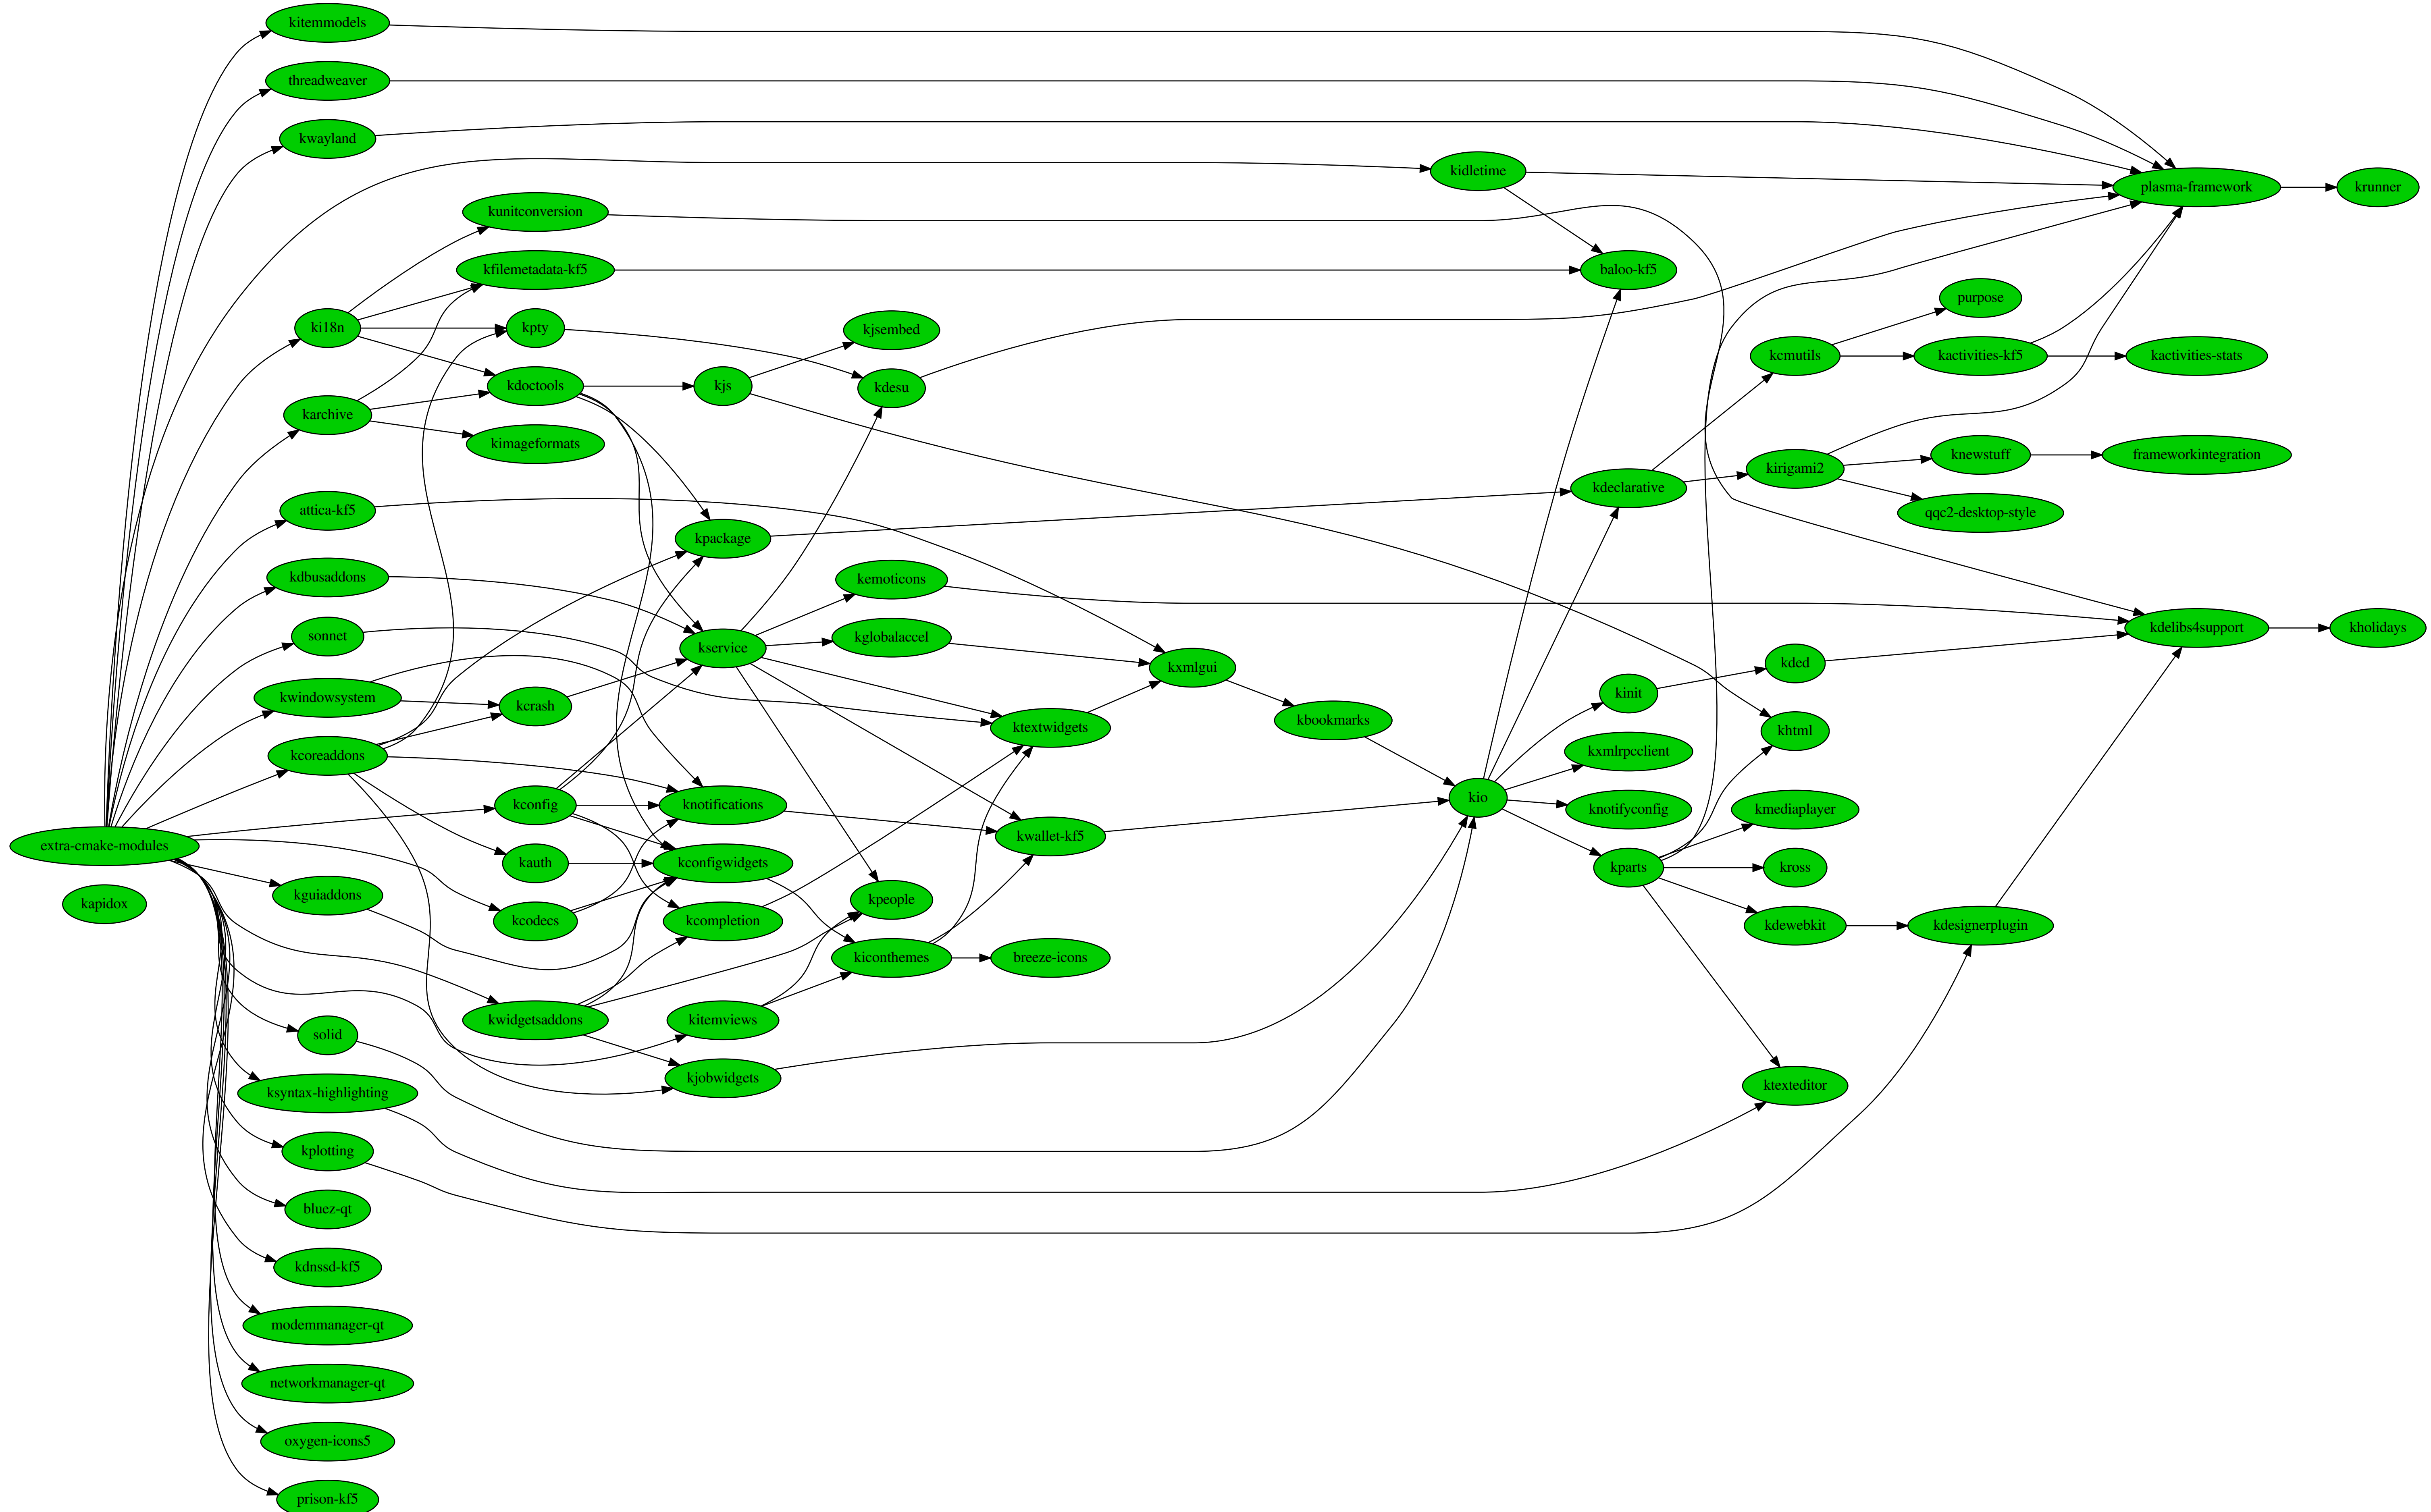 kitemmodels
threadweaver
kwayland
kidletime
plasma-framework
krunner
kunitconversion
kfilemetadata-kf5
baloo-kf5
purpose
ki18n
kpty
kjsembed
kcmutils
kactivities-kf5
kactivities-stats
kdoctools
kjs
kdesu
karchive
kimageformats
kdeclarative
kirigami2
knewstuff
frameworkintegration
attica-kf5
qqc2-desktop-style
kpackage
kdbusaddons
kemoticons
sonnet
kservice
kglobalaccel
kdelibs4support
kholidays
kxmlgui
kded
kwindowsystem
kcrash
kinit
kbookmarks
ktextwidgets
khtml
kcoreaddons
kxmlrpcclient
kconfig
knotifications
kio
knotifyconfig
kmediaplayer
extra-cmake-modules
kwallet-kf5
kauth
kconfigwidgets
kparts
kross
kapidox
kguiaddons
kcodecs
kcompletion
kpeople
kdewebkit
kdesignerplugin
kiconthemes
breeze-icons
kwidgetsaddons
kitemviews
solid
kjobwidgets
ktexteditor
ksyntax-highlighting
kplotting
bluez-qt
kdnssd-kf5
modemmanager-qt
networkmanager-qt
oxygen-icons5
prison-kf5